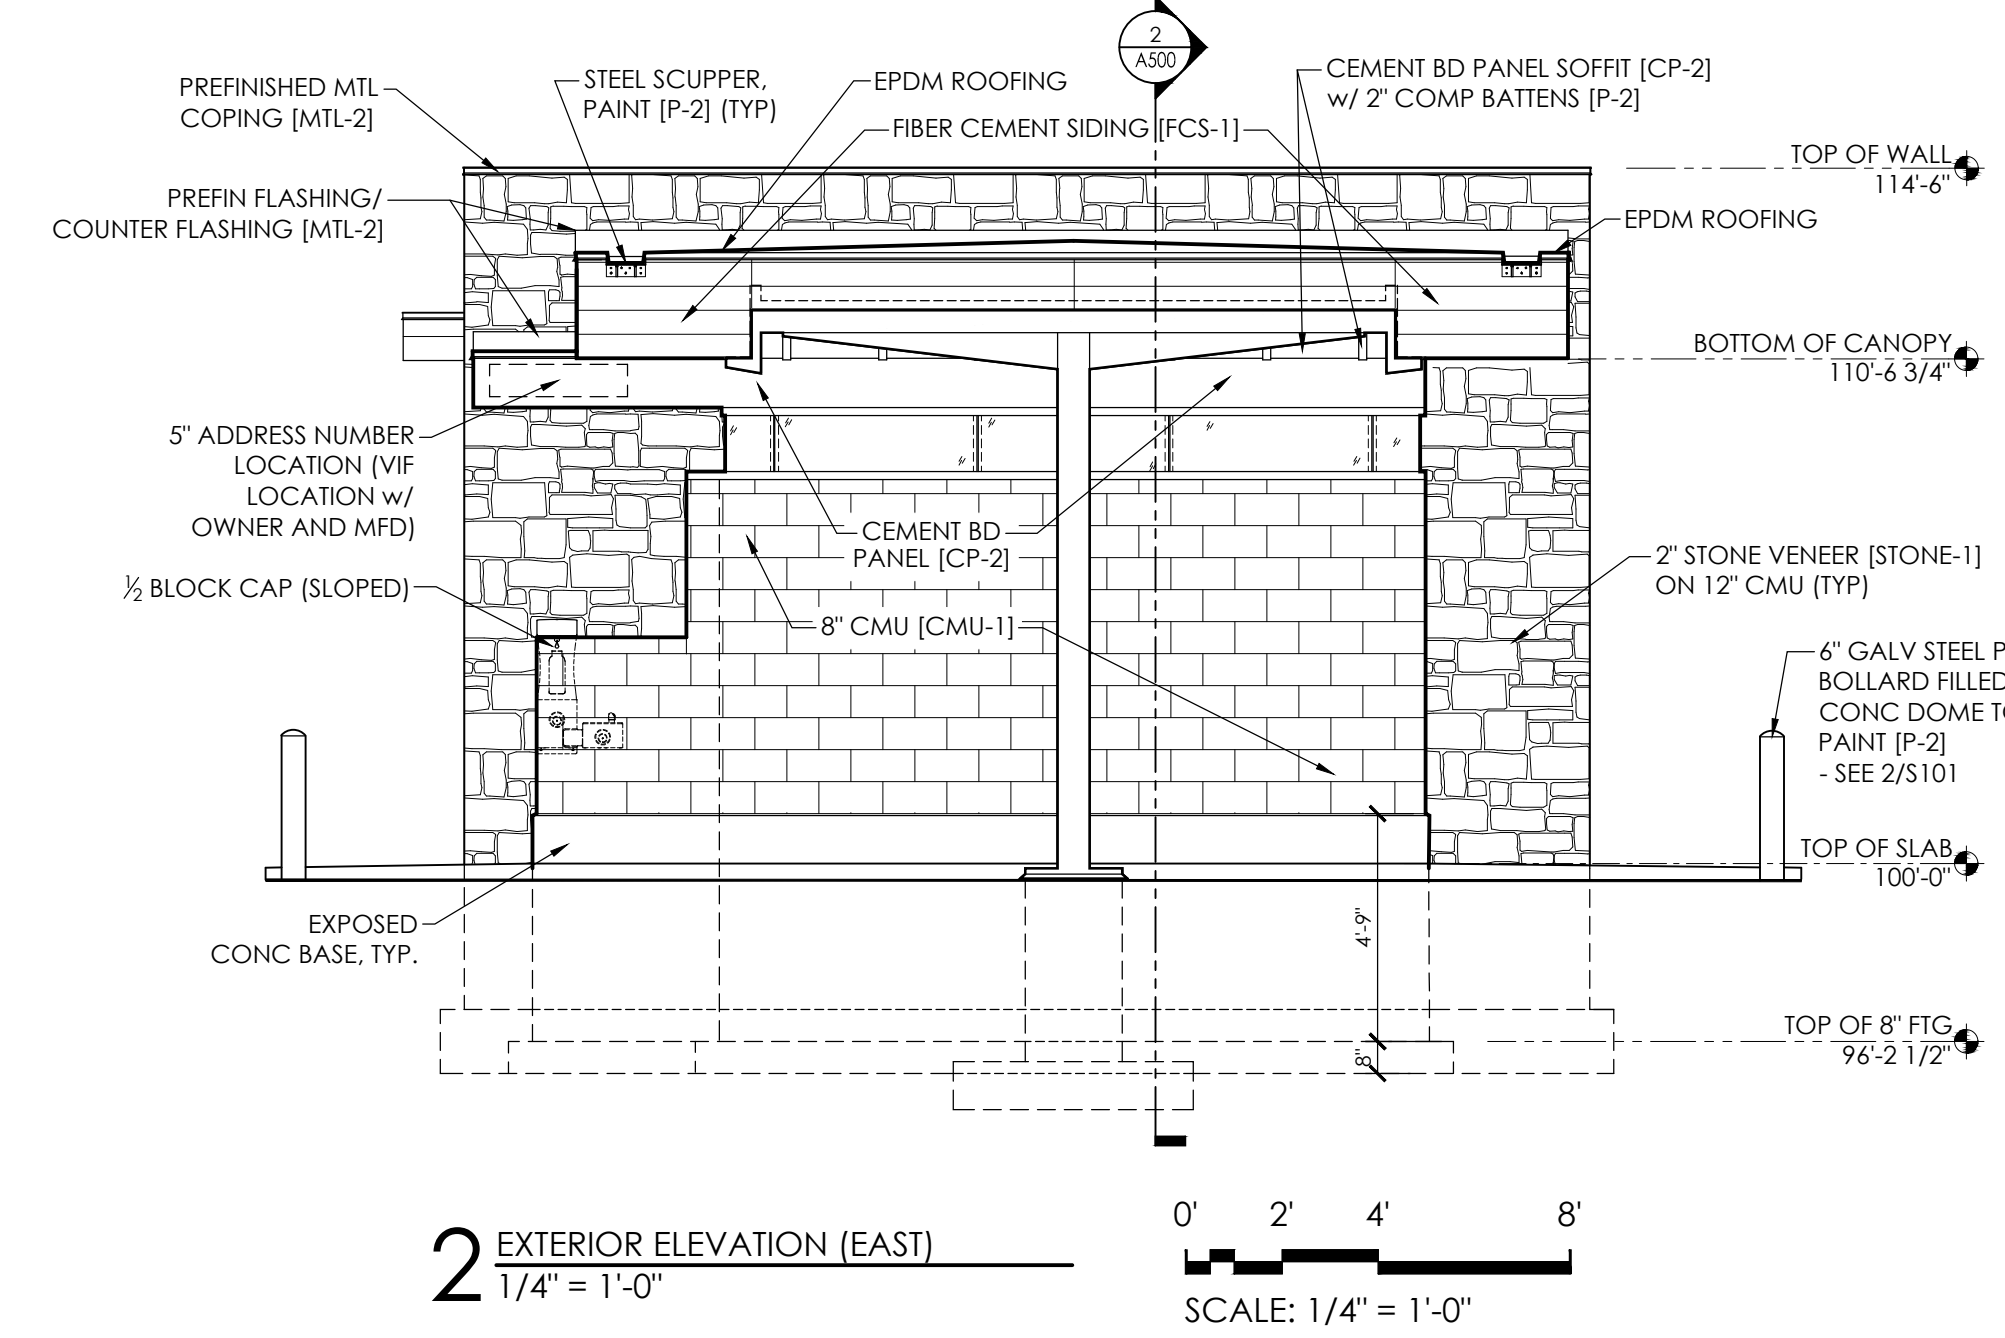 2
A500
PREFINISHED MTL
COPING [MTL-2]
STEEL SCUPPER,
PAINT [P-2] (TYP)
EPDM ROOFING
FIBER CEMENT SIDING [FCS-1]
CEMENT BD PANEL SOFFIT [CP-2]
w/ 2" COMP BATTENS [P-2]
TOP OF WALL
114'-6"
PREFIN FLASHING/
COUNTER FLASHING [MTL-2]
EPDM ROOFING
BOTTOM OF CANOPY
110'-6 3/4"
5" ADDRESS NUMBER
LOCATION (VIF
LOCATION w/
OWNER AND MFD)
CEMENT BD
PANEL [CP-2]
2" STONE VENEER [STONE-1]
ON 12" CMU (TYP)
½ BLOCK CAP (SLOPED)
8" CMU [CMU-1]
6" GALV STEEL P
BOLLARD FILLED
CONC DOME TO
PAINT [P-2]
- SEE 2/S101
TOP OF SLAB
100'-0"
EXPOSED
CONC BASE, TYP.
4'-9"
8"
TOP OF 8" FTG
96'-2 1/2"
2 EXTERIOR ELEVATION (EAST)
1/4" = 1'-0"
0' 2' 4' 8'
SCALE: 1/4" = 1'-0"